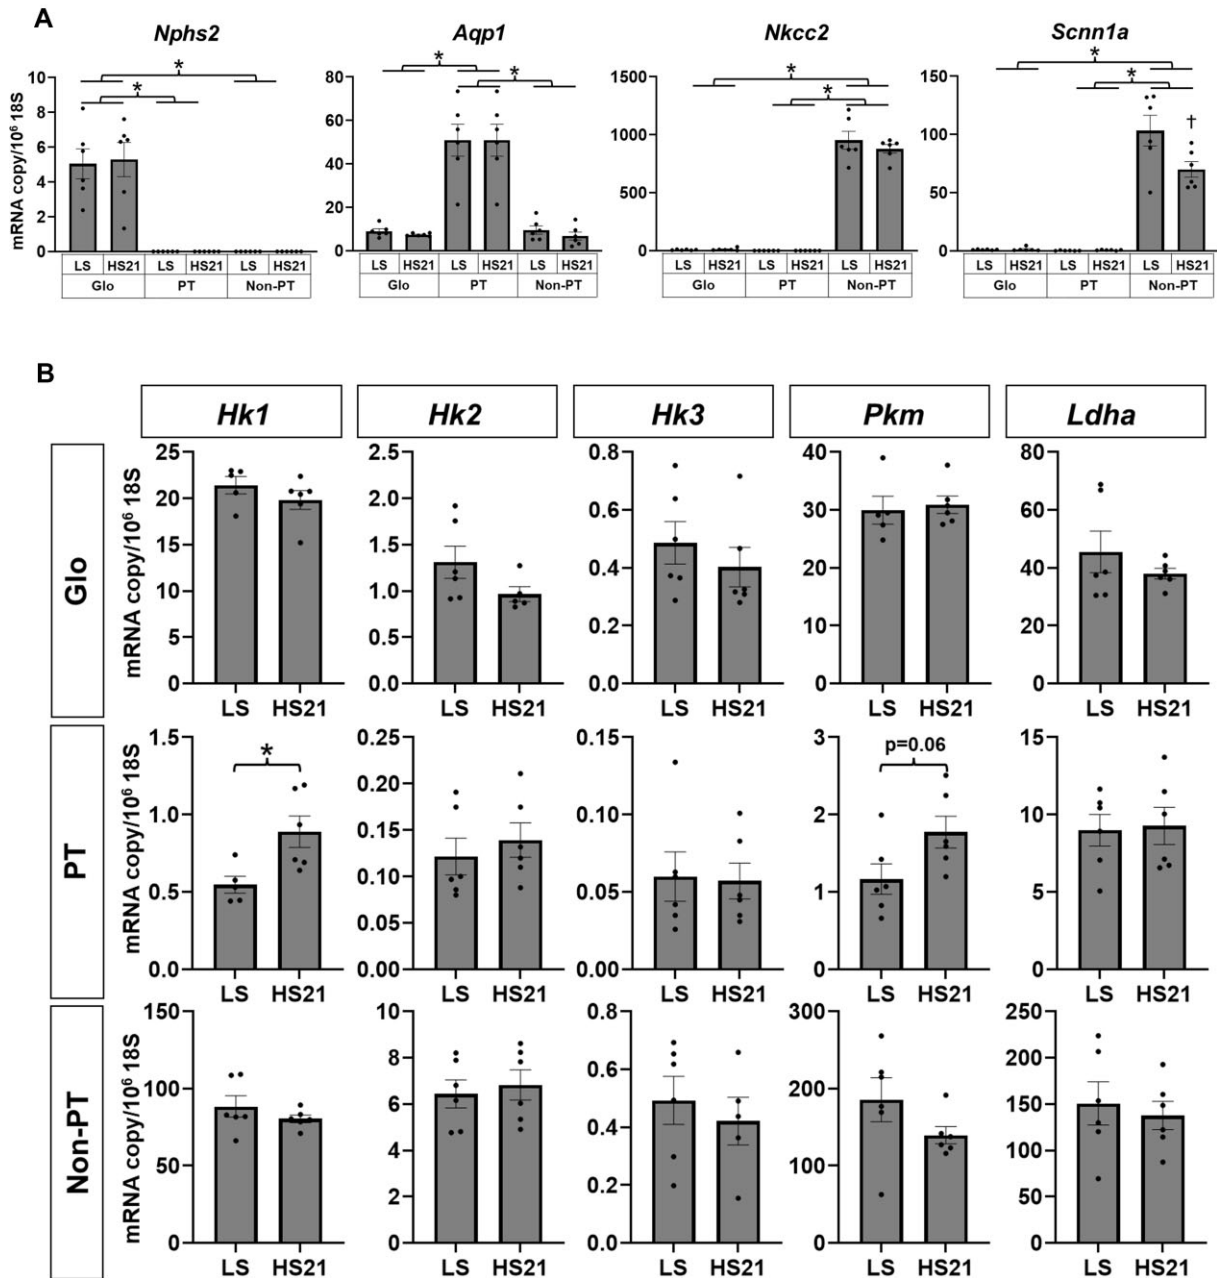 A
Nphs2 Aqp1 Nkcc2 Scnn1a
mRNA copy/10⁶ 18S
10 8 6 4 2 0
* *
LS HS21 LS HS21 LS HS21
Glo PT Non-PT
80 60 40 20 0
* *
LS HS21 LS HS21 LS HS21
Glo PT Non-PT
1500 1000 500 0
* *
LS HS21 LS HS21 LS HS21
Glo PT Non-PT
150 100 50 0
* * †
LS HS21 LS HS21 LS HS21
Glo PT Non-PT
B
Hk1 Hk2 Hk3 Pkm Ldha
Glo
mRNA copy/10⁶ 18S
25 20 15 10 5 0
LS HS21
2.5 2.0 1.5 1.0 0.5 0.0
LS HS21
0.8 0.6 0.4 0.2 0.0
LS HS21
40 30 20 10 0
LS HS21
80 60 40 20 0
LS HS21
PT
mRNA copy/10⁶ 18S
1.5 1.0 0.5 0.0
*
LS HS21
0.25 0.20 0.15 0.10 0.05 0.00
LS HS21
0.15 0.10 0.05 0.00
LS HS21
3 2 1 0
p=0.06
LS HS21
15 10 5 0
LS HS21
Non-PT
mRNA copy/10⁶ 18S
150 100 50 0
LS HS21
10 8 6 4 2 0
LS HS21
0.8 0.6 0.4 0.2 0.0
LS HS21
300 200 100 0
LS HS21
250 200 150 100 50 0
LS HS21